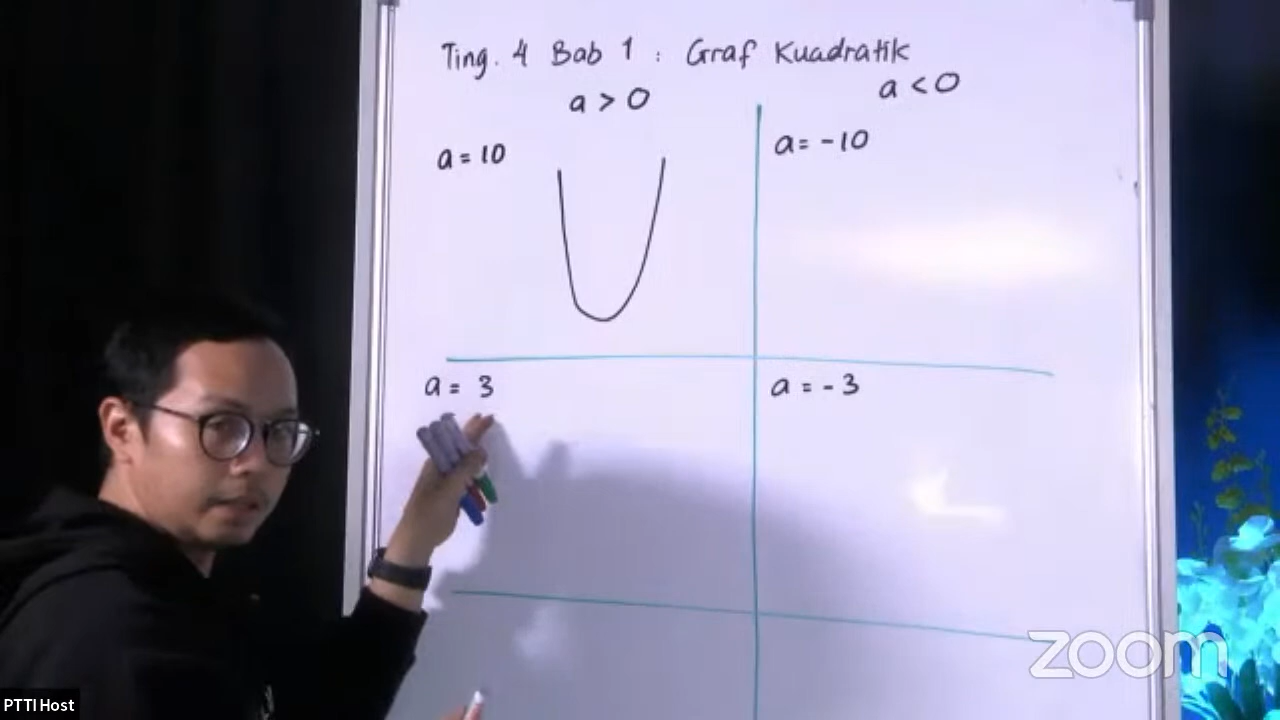 Ting. 4 Bab 1 : Graf Kuadratik
a > 0
a < 0
a = 10
a = -10
a = 3
a = -3
zoom
PTTI Host